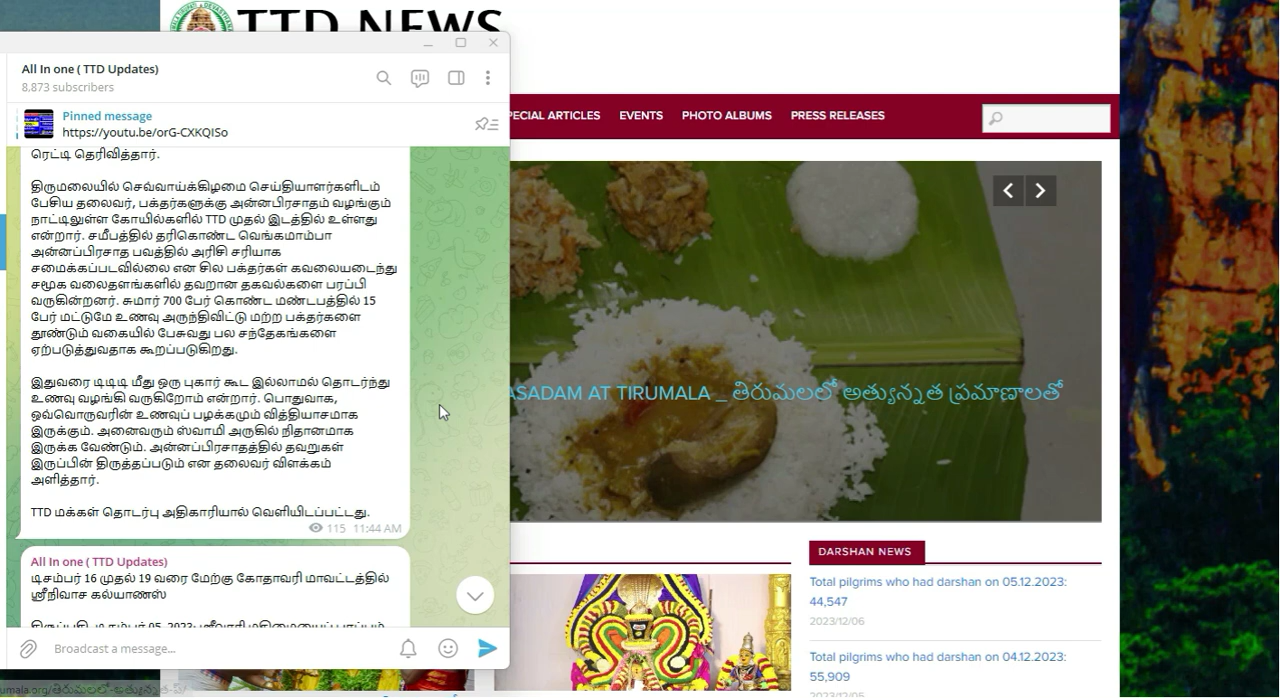 TTD NEWS
All In one ( TTD Updates)
8,873 subscribers
Pinned message
https://youtu.be/orG-CXKQISo
ரெட்டி தெரிவித்தார்.
திருமலையில் செவ்வாய்க்கிழமை செய்தியாளர்களிடம்
பேசிய தலைவர், பக்தர்களுக்கு அன்னபிரசாதம் வழங்கும்
நாட்டிலுள்ள கோயில்களில் TTD முதல் இடத்தில் உள்ளது
என்றார். சமீபத்தில் தரிகொண்ட வெங்கமாம்பா
அன்னப்பிரசாத பவத்தில் அரிசி சரியாக
சமைக்கப்படவில்லை என சில பக்தர்கள் கவலையடைந்து
சமூக வலைதளங்களில் தவறான தகவல்களை பரப்பி
வருகின்றனர். சுமார் 700 பேர் கொண்ட மண்டபத்தில் 15
பேர் மட்டுமே உணவு அருந்திவிட்டு மற்ற பக்தர்களை
தூண்டும் வகையில் பேசுவது பல சந்தேகங்களை
ஏற்படுத்துவதாக கூறப்படுகிறது.
இதுவரை டிடிடி மீது ஒரு புகார் கூட இல்லாமல் தொடர்ந்து
உணவு வழங்கி வருகிறோம் என்றார். பொதுவாக,
ஒவ்வொருவரின் உணவுப் பழக்கமும் வித்தியாசமாக
இருக்கும். அனைவரும் ஸ்வாமி அருகில் நிதானமாக
இருக்க வேண்டும். அன்னப்பிரசாதத்தில் தவறுகள்
இருப்பின் திருத்தப்படும் என தலைவர் விளக்கம்
அளித்தார்.
TTD மக்கள் தொடர்பு அதிகாரியால் வெளியிடப்பட்டது.
115 11:44 AM
All In one ( TTD Updates)
டிசம்பர் 16 முதல் 19 வரை மேற்கு கோதாவரி மாவட்டத்தில்
ஸ்ரீநிவாச கல்யாணஸ்
Broadcast a message...
PECIAL ARTICLES EVENTS PHOTO ALBUMS PRESS RELEASES
ASADAM AT TIRUMALA _ తిరుమలలో అత్యున్నత ప్రమాణాలతో
DARSHAN NEWS
Total pilgrims who had darshan on 05.12.2023:
44,547
2023/12/06
Total pilgrims who had darshan on 04.12.2023:
55,909
2023/12/05